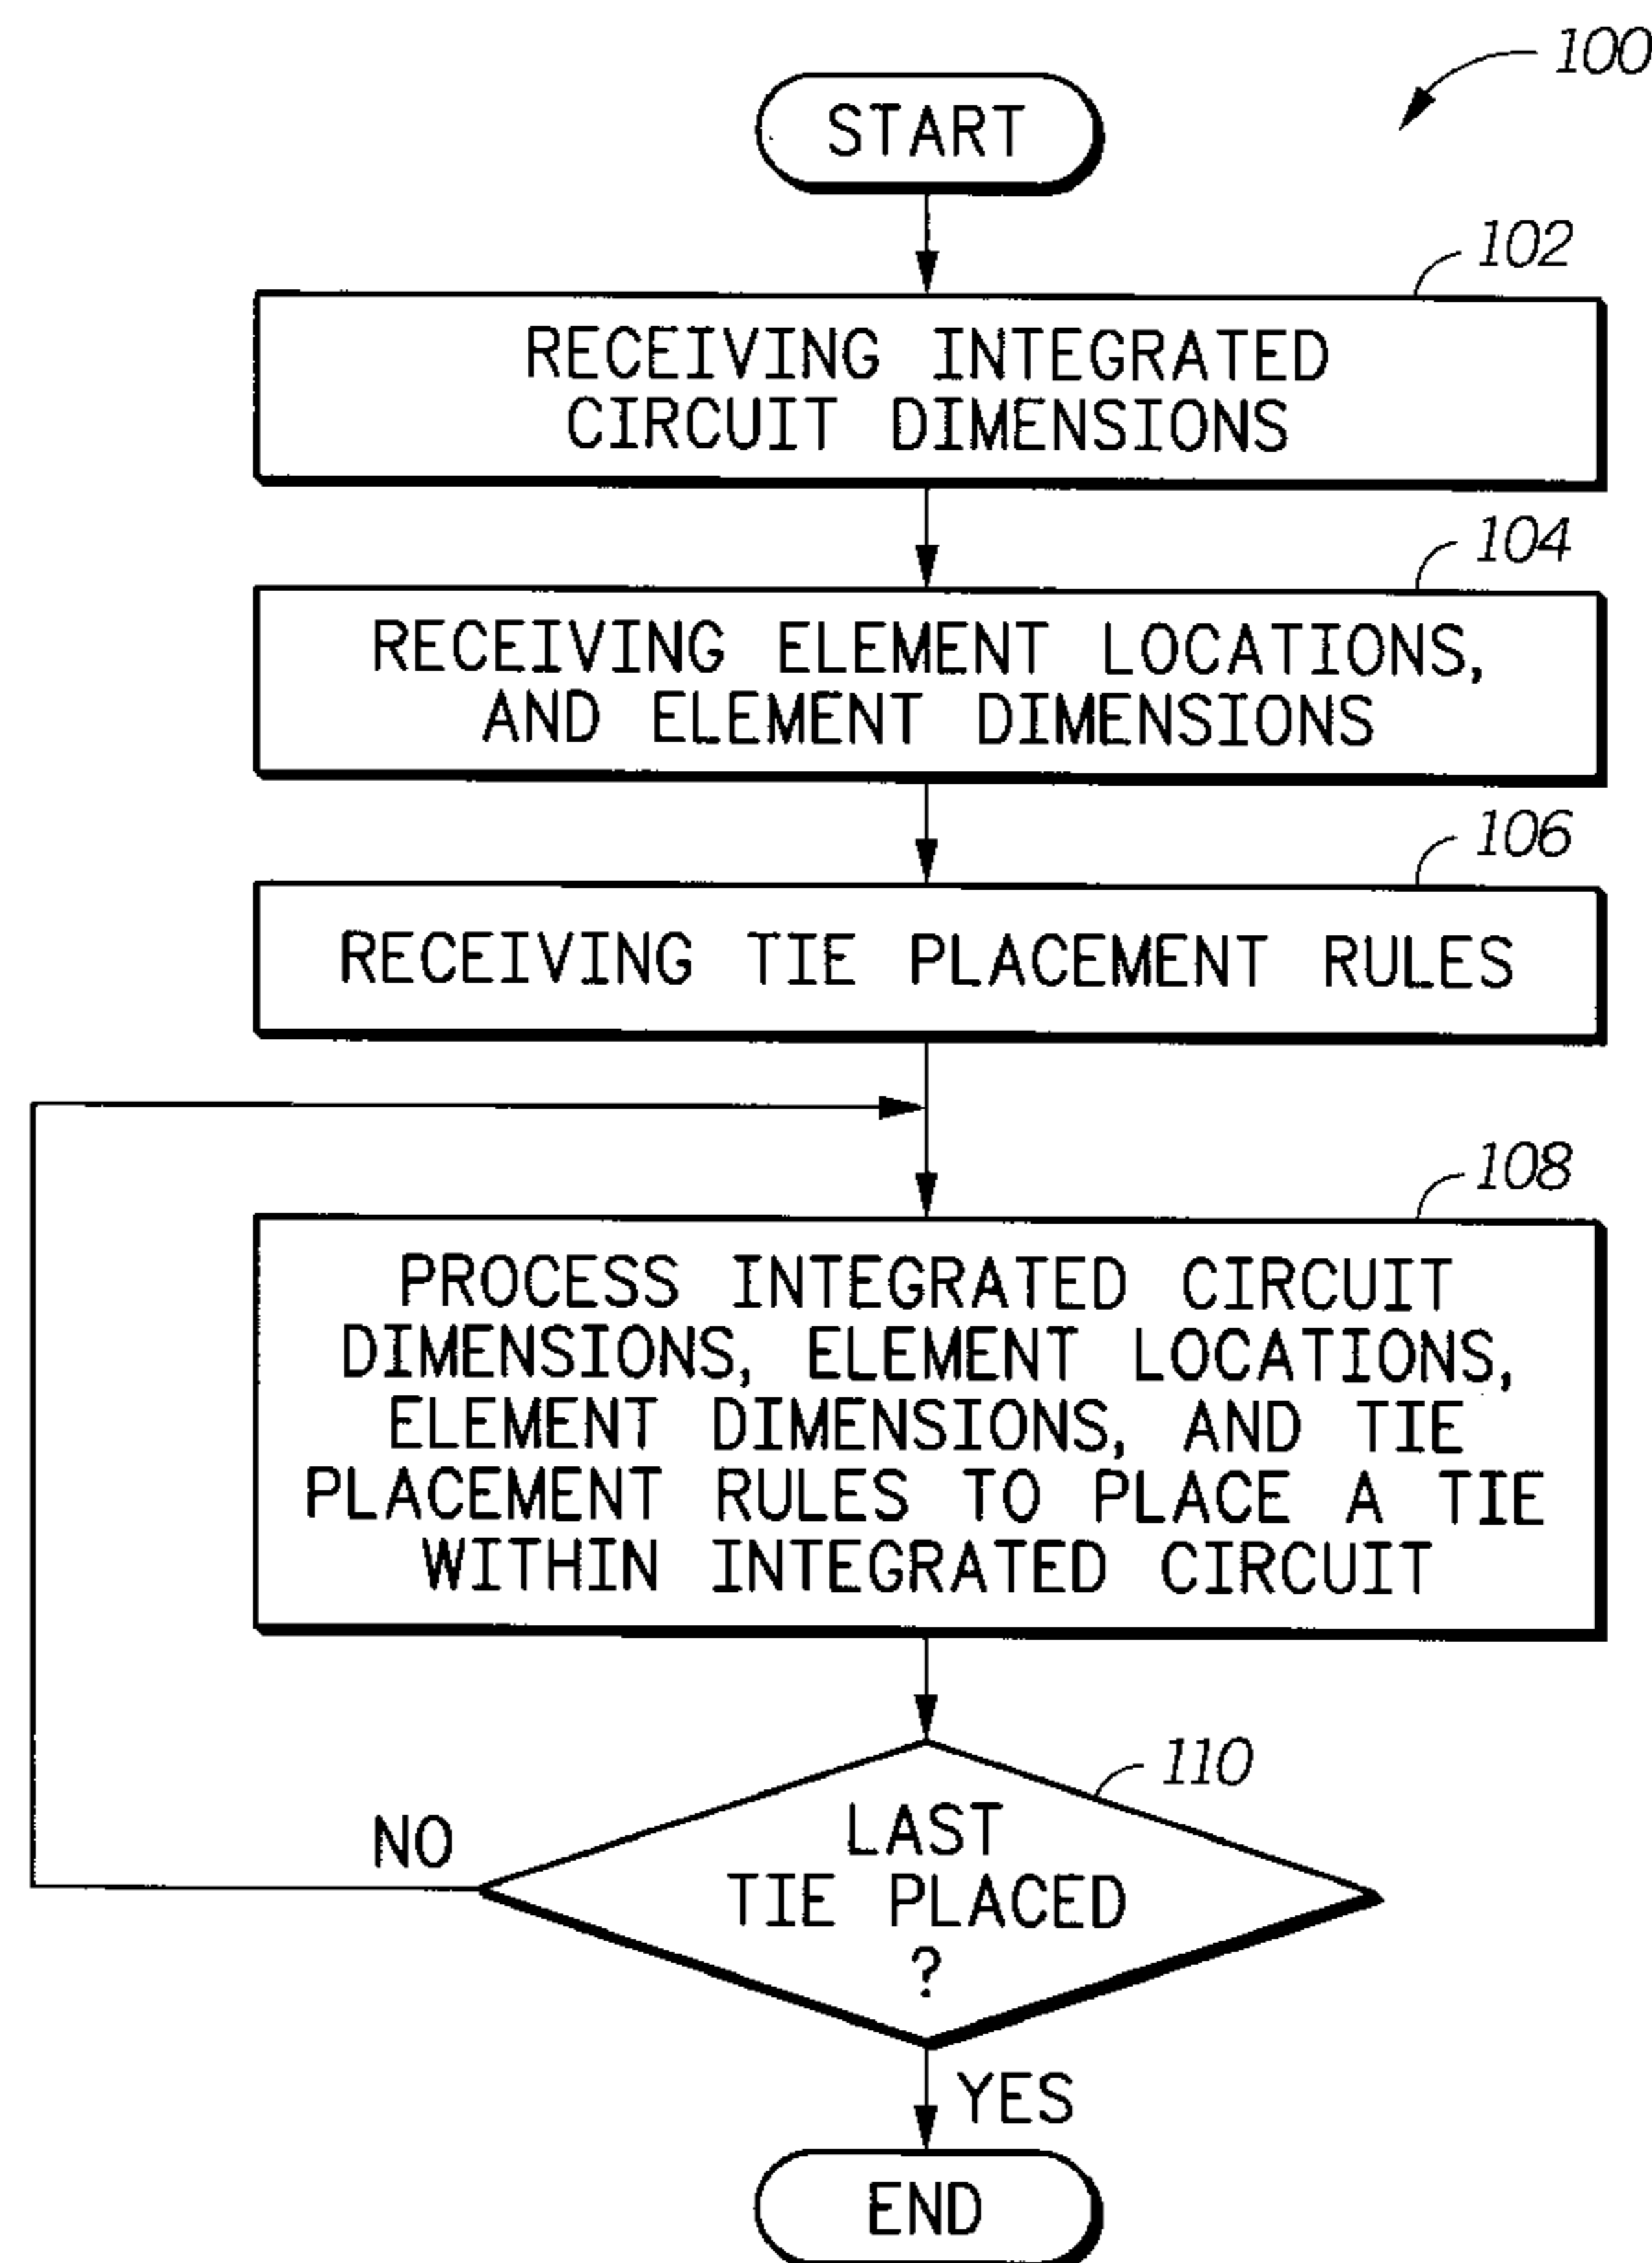 100
START
102
RECEIVING INTEGRATED
CIRCUIT DIMENSIONS
104
RECEIVING ELEMENT LOCATIONS,
AND ELEMENT DIMENSIONS
106
RECEIVING TIE PLACEMENT RULES
108
PROCESS INTEGRATED CIRCUIT
DIMENSIONS, ELEMENT LOCATIONS,
ELEMENT DIMENSIONS, AND TIE
PLACEMENT RULES TO PLACE A TIE
WITHIN INTEGRATED CIRCUIT
110
LAST
TIE PLACED
?
NO
YES
END